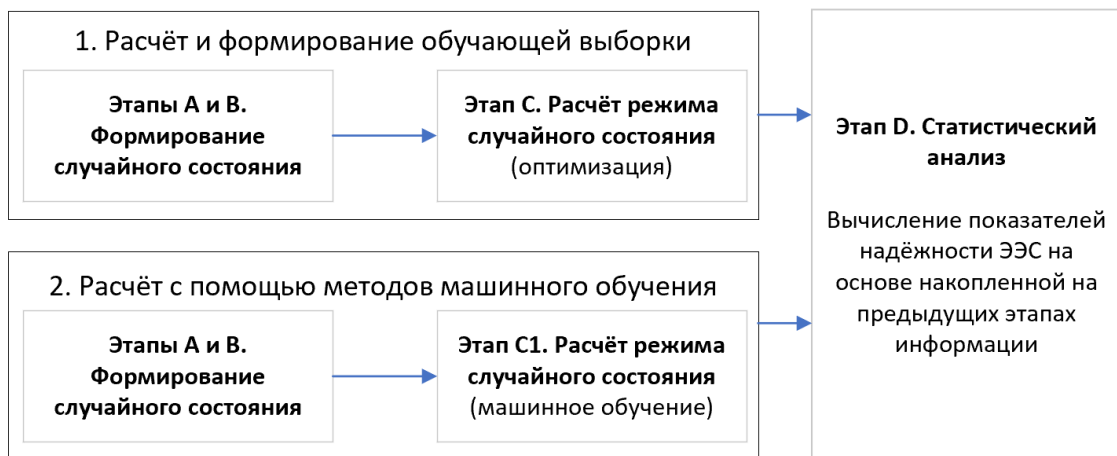 1. Расчёт и формирование обучающей выборки
Этапы А и В.
Формирование
случайного состояния
Этап С. Расчёт режима
случайного состояния
(оптимизация)
2. Расчёт с помощью методов машинного обучения
Этапы А и В.
Формирование
случайного состояния
Этап С1. Расчёт режима
случайного состояния
(машинное обучение)
Этап D. Статистический
анализ
Вычисление показателей
надёжности ЭЭС на
основе накопленной на
предыдущих этапах
информации